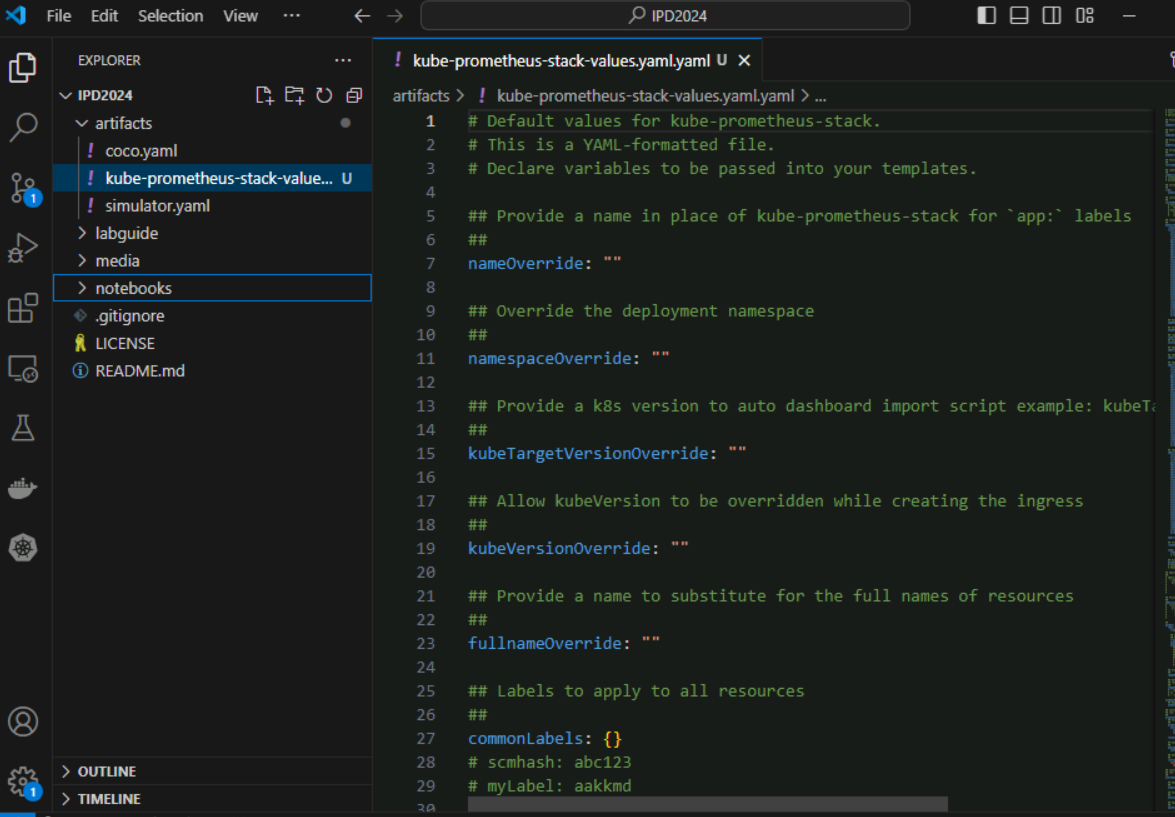 File Edit Selection View ··· IPD2024
EXPLORER ···
IPD2024
artifacts
! coco.yaml
! kube-prometheus-stack-value... U
! simulator.yaml
labguide
media
notebooks
.gitignore
LICENSE
README.md
OUTLINE
TIMELINE
1
1
! kube-prometheus-stack-values.yaml.yaml U
artifacts > ! kube-prometheus-stack-values.yaml.yaml > ...
1 # Default values for kube-prometheus-stack.
2 # This is a YAML-formatted file.
3 # Declare variables to be passed into your templates.
4
5 ## Provide a name in place of kube-prometheus-stack for `app:` labels
6 ##
7 nameOverride: ""
8
9 ## Override the deployment namespace
10 ##
11 namespaceOverride: ""
12
13 ## Provide a k8s version to auto dashboard import script example: kubeTa
14 ##
15 kubeTargetVersionOverride: ""
16
17 ## Allow kubeVersion to be overridden while creating the ingress
18 ##
19 kubeVersionOverride: ""
20
21 ## Provide a name to substitute for the full names of resources
22 ##
23 fullnameOverride: ""
24
25 ## Labels to apply to all resources
26 ##
27 commonLabels: {}
28 # scmhash: abc123
29 # myLabel: aakkmd
30